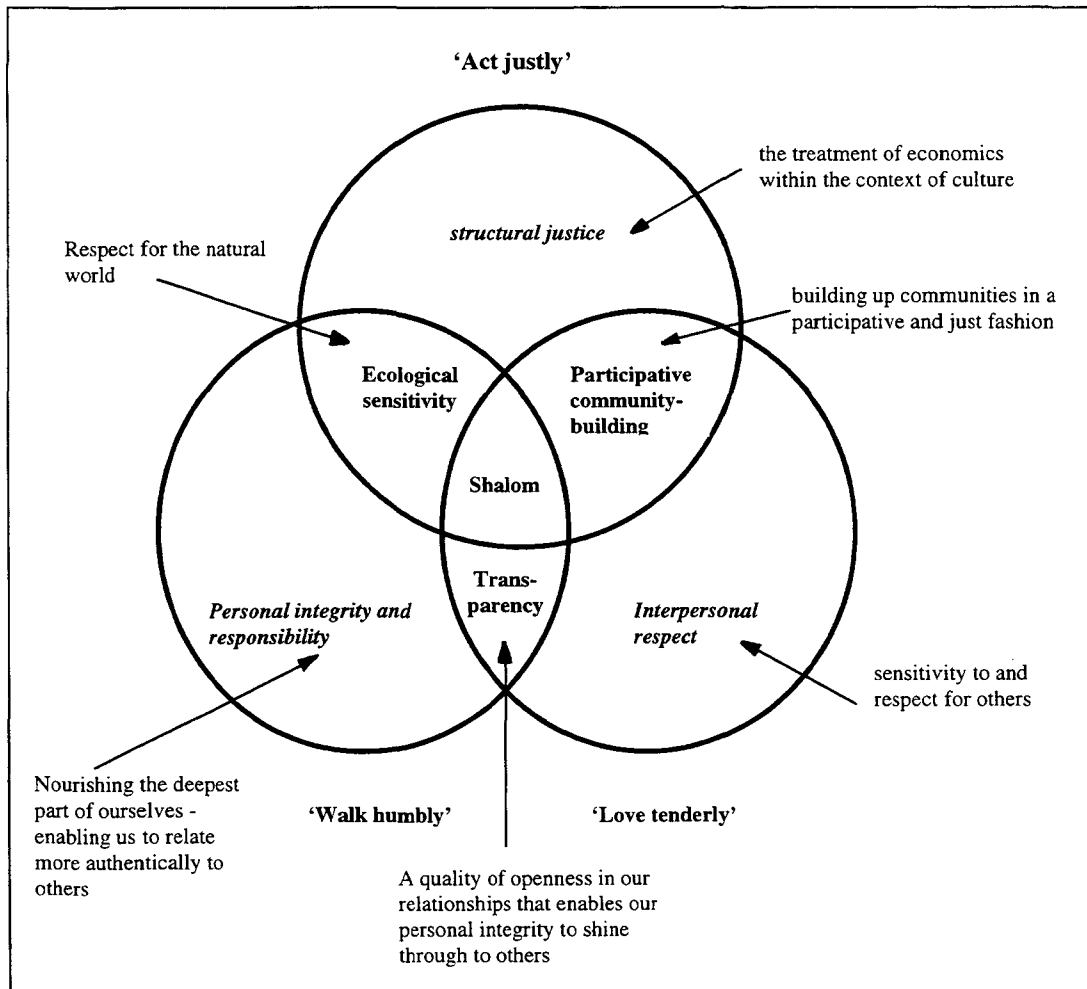 ‘Act justly’
the treatment of economics
within the context of culture
structural justice
Respect for the natural
world
building up communities in a
participative and just fashion
Ecological
sensitivity
Participative
community-
building
Shalom
Trans-
parency
Personal integrity and
responsibility
Interpersonal
respect
sensitivity to and
respect for others
Nourishing the deepest
part of ourselves -
enabling us to relate
more authentically to
others
‘Walk humbly’
‘Love tenderly’
A quality of openness in our
relationships that enables our
personal integrity to shine
through to others